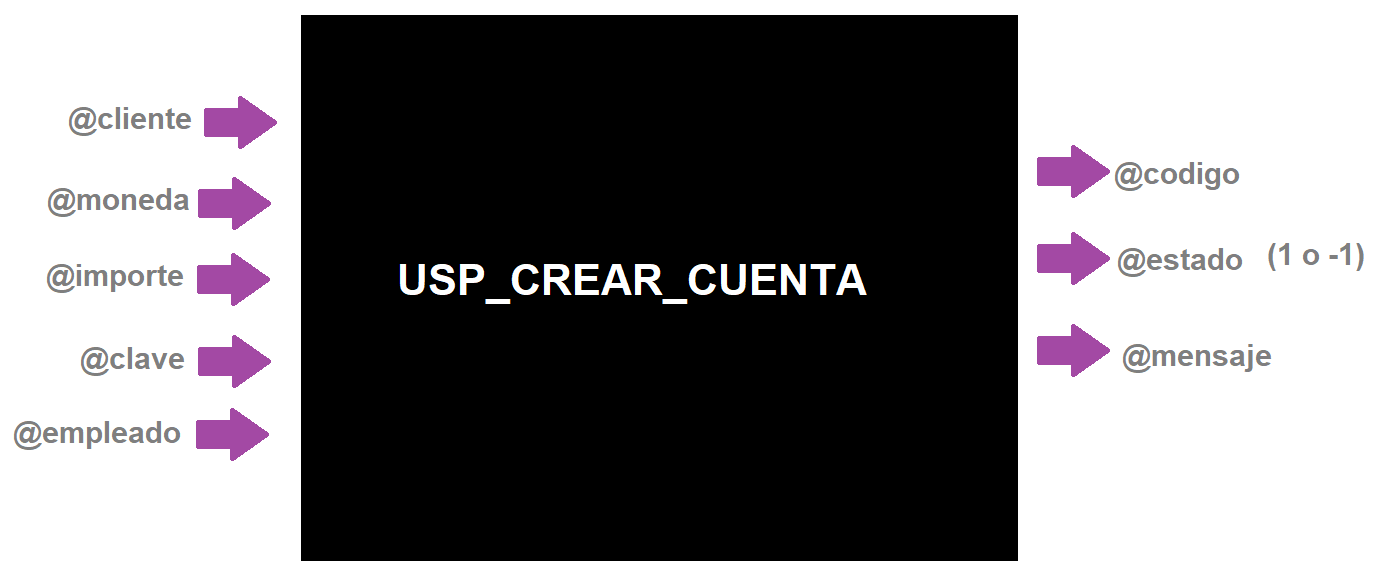 @cliente
@moneda
@importe
@clave
@empleado
USP_CREAR_CUENTA
@codigo
@estado (1 o -1)
@mensaje